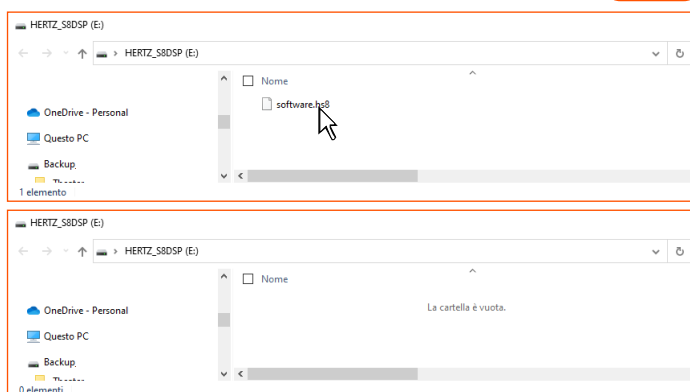 HERTZ_S8DSP (E:)
HERTZ_S8DSP (E:)
Nome
software.hs8
OneDrive - Personal
Questo PC
Backup
Theater
1 elemento
HERTZ_S8DSP (E:)
HERTZ_S8DSP (E:)
Nome
La cartella è vuota.
OneDrive - Personal
Questo PC
Backup
0 elementi